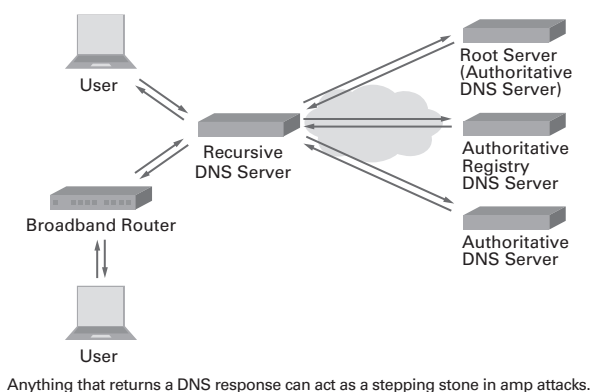 User
Recursive
DNS Server
Broadband Router
User
Root Server
(Authoritative
DNS Server)
Authoritative
Registry
DNS Server
Authoritative
DNS Server
Anything that returns a DNS response can act as a stepping stone in amp attacks.